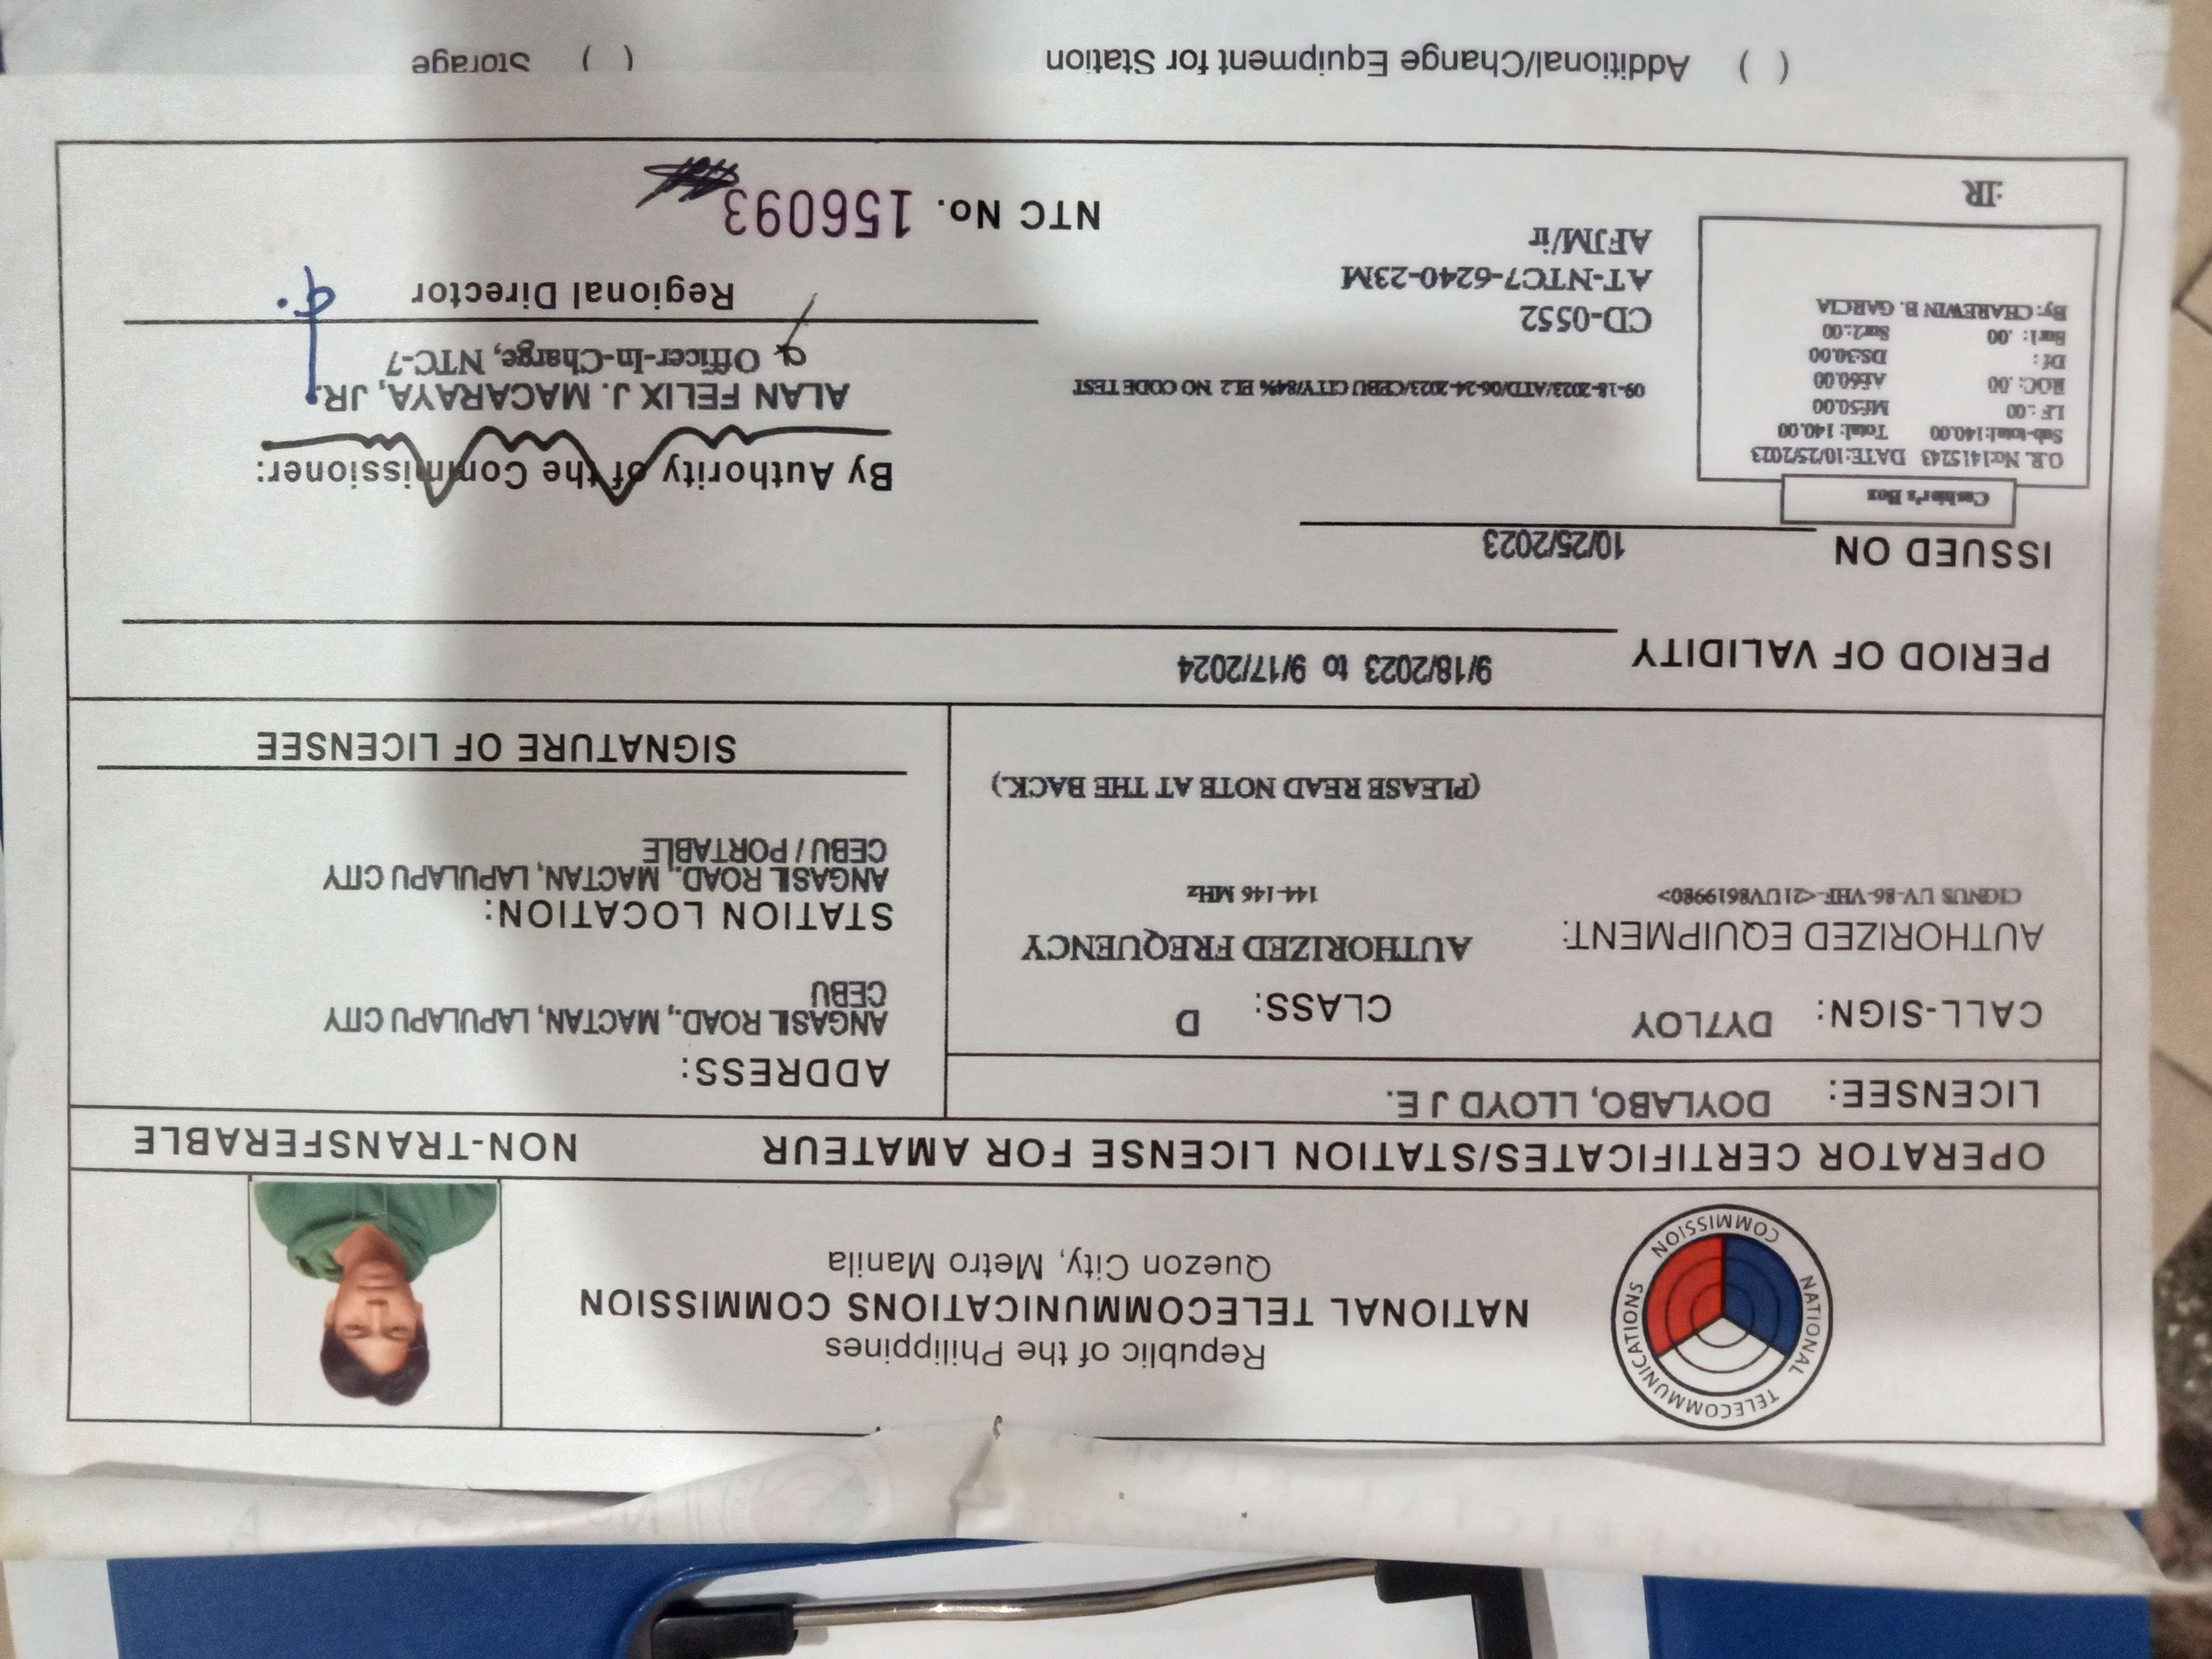 Republic of the Philippines
NATIONAL TELECOMMUNICATIONS COMMISSION
Quezon City, Metro Manila
NATIONAL TELECOMMUNICATIONS COMMISSION
OPERATOR CERTIFICATES/STATION LICENSE FOR AMATEUR NON-TRANSFERABLE
LICENSEE: DOYLABO, LLOYD J E.
CALL-SIGN: DY7LOY CLASS: D
AUTHORIZED EQUIPMENT: AUTHORIZED FREQUENCY
CIGNUS UV-86-VHF-<21UV8619980> 144-146 MHz
(PLEASE READ NOTE AT THE BACK.)
ADDRESS:
ANGASIL ROAD., MACTAN, LAPULAPU CITY
CEBU
STATION LOCATION:
ANGASIL ROAD., MACTAN, LAPULAPU CITY
CEBU / PORTABLE
SIGNATURE OF LICENSEE
PERIOD OF VALIDITY 9/18/2023 to 9/17/2024
ISSUED ON 10/25/2023
Cashier's Box
O.R. No:1415243 DATE:10/25/2023
Sub-total:140.00 Total: 140.00
LF :.00 MF:50.00
ROC: .00 Af:60.00
Df : DS:30.00
Sur1: .00 Sur2:.00
By: CHAREWIN B. GARCIA
:IR
09-18-2023/ATD/06-24-2023/CEBU CITY/84% EL2 NO CODE TEST
CD-0552
AT-NTC7-6240-23M
AFJM/ir
By Authority of the Commissioner:
ALAN FELIX J. MACARAYA, JR.
Officer-In-Charge, NTC-7
Regional Director
NTC No. 156093
( ) Additional/Change Equipment for Station ( ) Storage